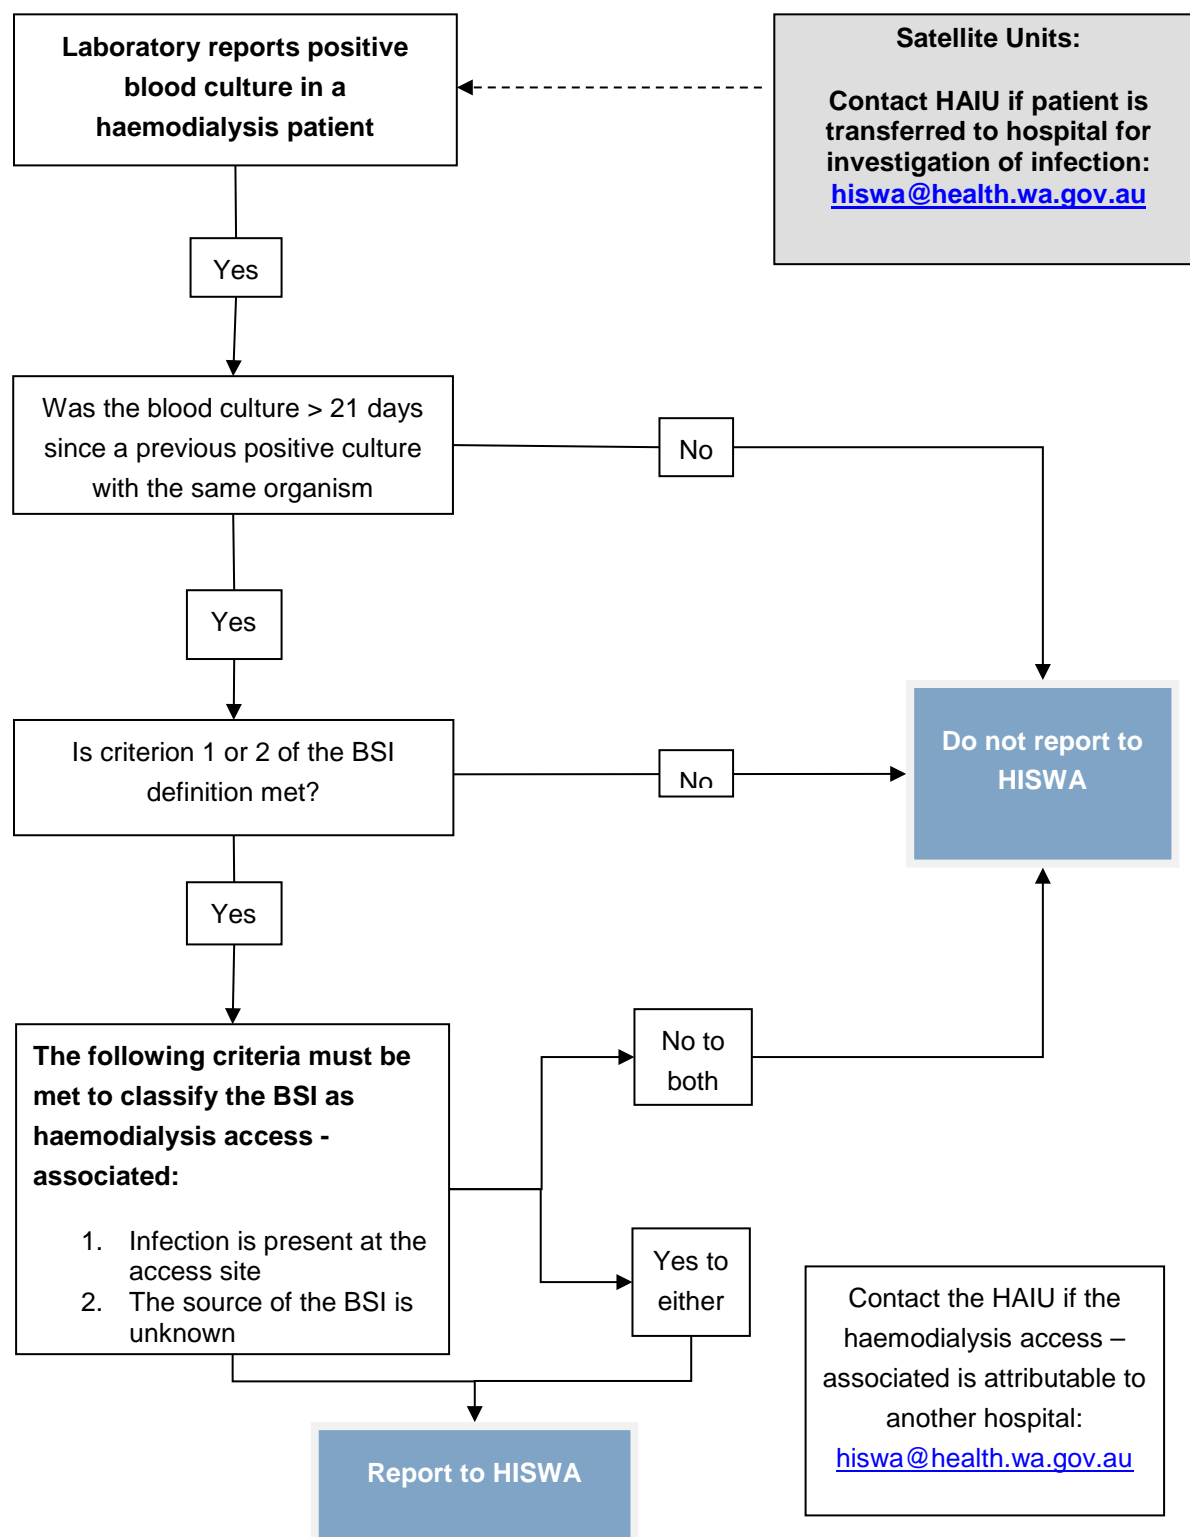 Laboratory reports positive
blood culture in a
haemodialysis patient
Satellite Units:
Contact HAIU if patient is
transferred to hospital for
investigation of infection:
hiswa@health.wa.gov.au
Yes
Was the blood culture > 21 days
since a previous positive culture
with the same organism
No
Yes
Is criterion 1 or 2 of the BSI
definition met?
No
Do not report to
HISWA
Yes
The following criteria must be
met to classify the BSI as
haemodialysis access -
associated:
1. Infection is present at the
access site
2. The source of the BSI is
unknown
No to
both
Yes to
either
Contact the HAIU if the
haemodialysis access –
associated is attributable to
another hospital:
hiswa@health.wa.gov.au
Report to HISWA